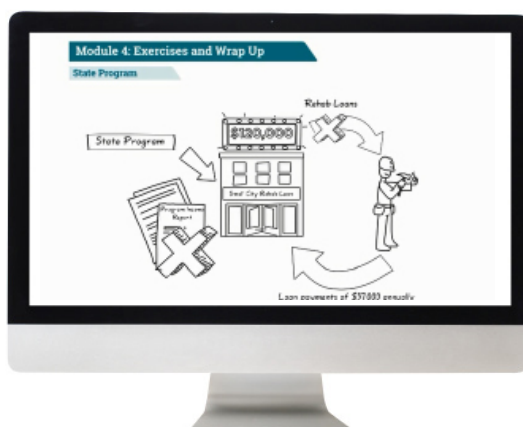 Module 4: Exercises and Wrap Up
State Program
Rehab Loans
$120,000
State Program
Great City Rehab Loan
Program Income
Report
Loan payments of $37,000 annually